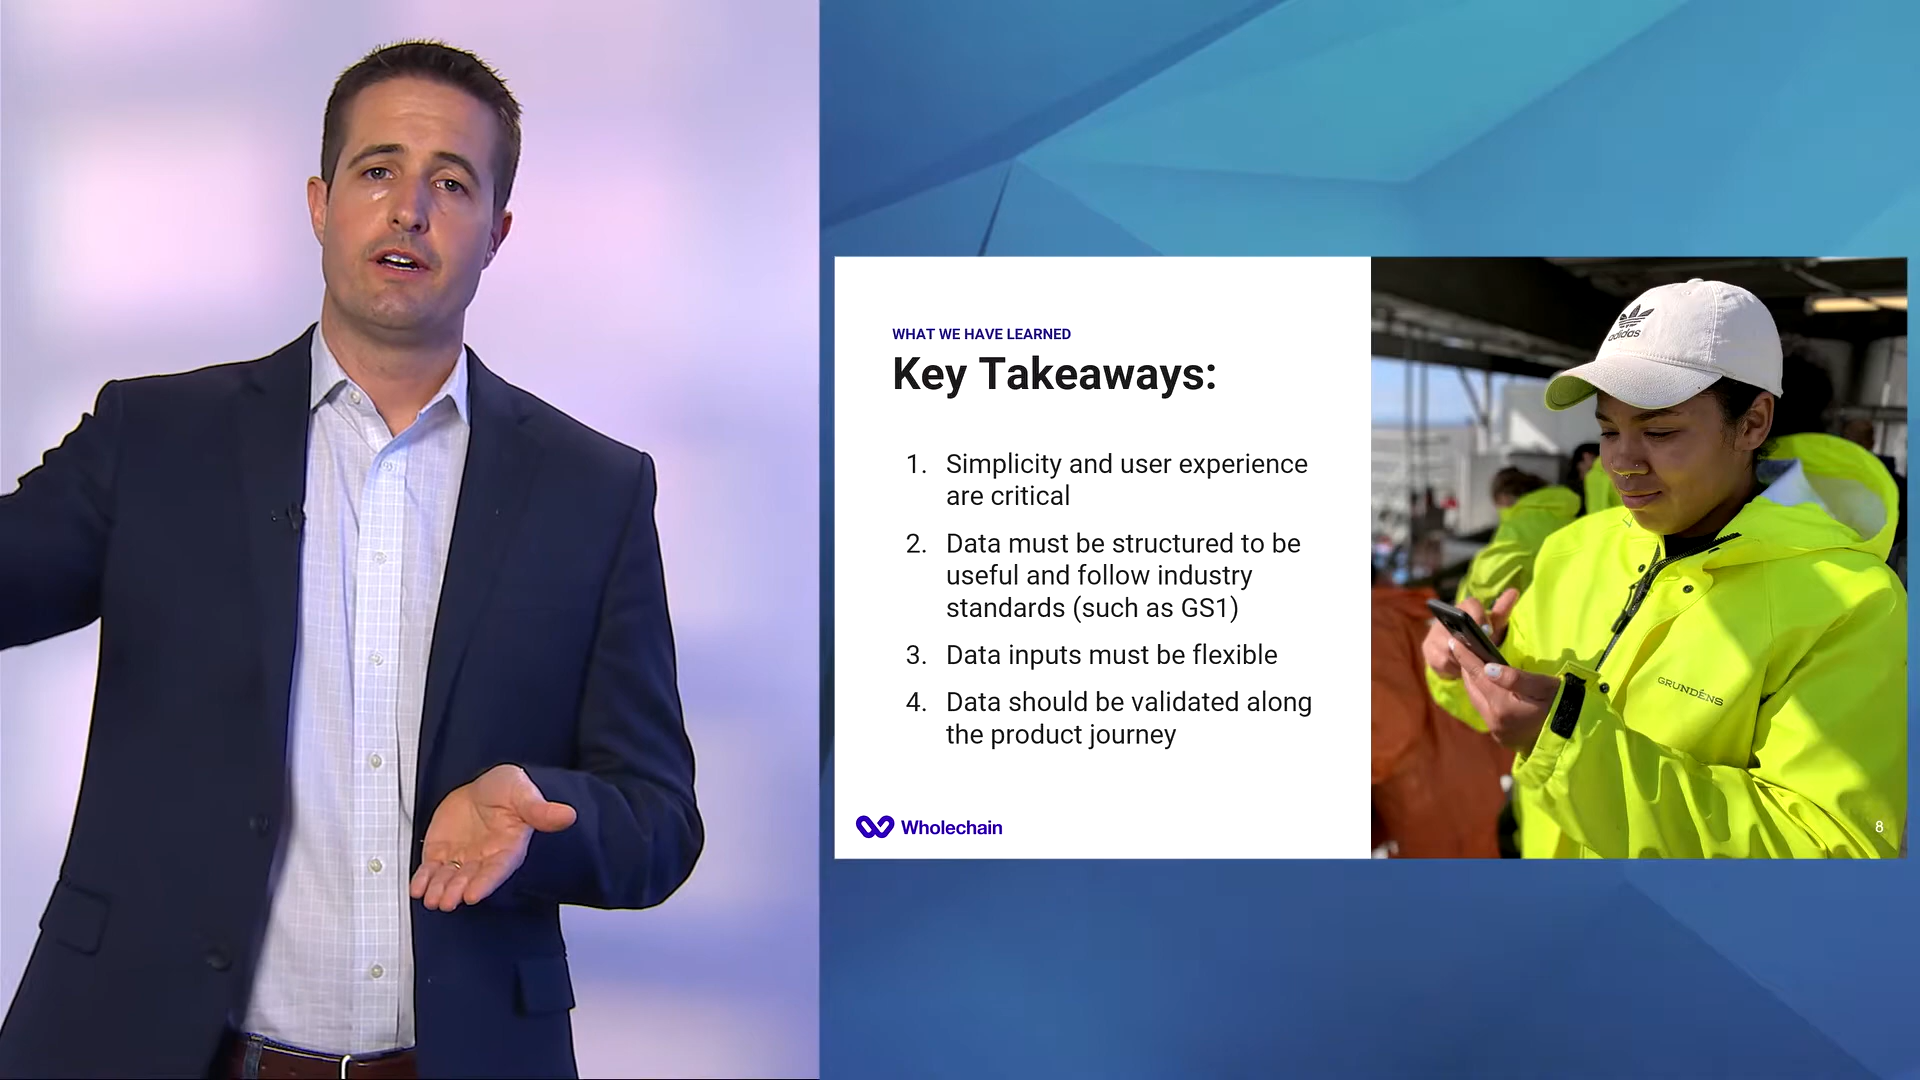 WHAT WE HAVE LEARNED
Key Takeaways:
1. Simplicity and user experience
are critical
2. Data must be structured to be
useful and follow industry
standards (such as GS1)
3. Data inputs must be flexible
4. Data should be validated along
the product journey
Wholechain
adidas
GRUNDÉNS
8